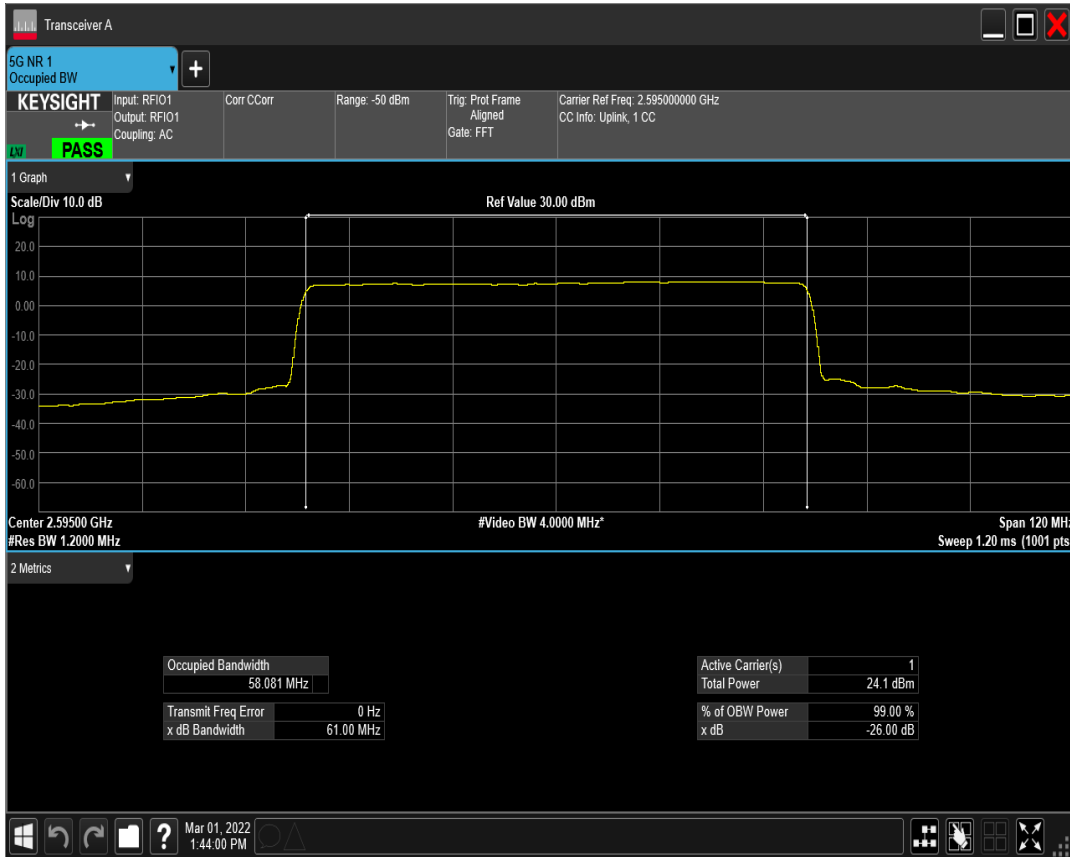 Transceiver A
5G NR 1
Occupied BW
+
KEYSIGHT
LXI
PASS
Input: RFIO1
Output: RFIO1
Coupling: AC
Corr CCorr
Range: -50 dBm
Trig: Prot Frame
Aligned
Gate: FFT
Carrier Ref Freq: 2.595000000 GHz
CC Info: Uplink, 1 CC
1 Graph
Scale/Div 10.0 dB
Ref Value 30.00 dBm
Log
20.0
10.0
0.00
-10.0
-20.0
-30.0
-40.0
-50.0
-60.0
Center 2.59500 GHz
#Video BW 4.0000 MHz*
Span 120 MHz
#Res BW 1.2000 MHz
Sweep 1.20 ms (1001 pts
2 Metrics
Occupied Bandwidth
58.081 MHz
Transmit Freq Error 0 Hz
x dB Bandwidth 61.00 MHz
Active Carrier(s) 1
Total Power 24.1 dBm
% of OBW Power 99.00 %
x dB -26.00 dB
?
Mar 01, 2022
1:44:00 PM